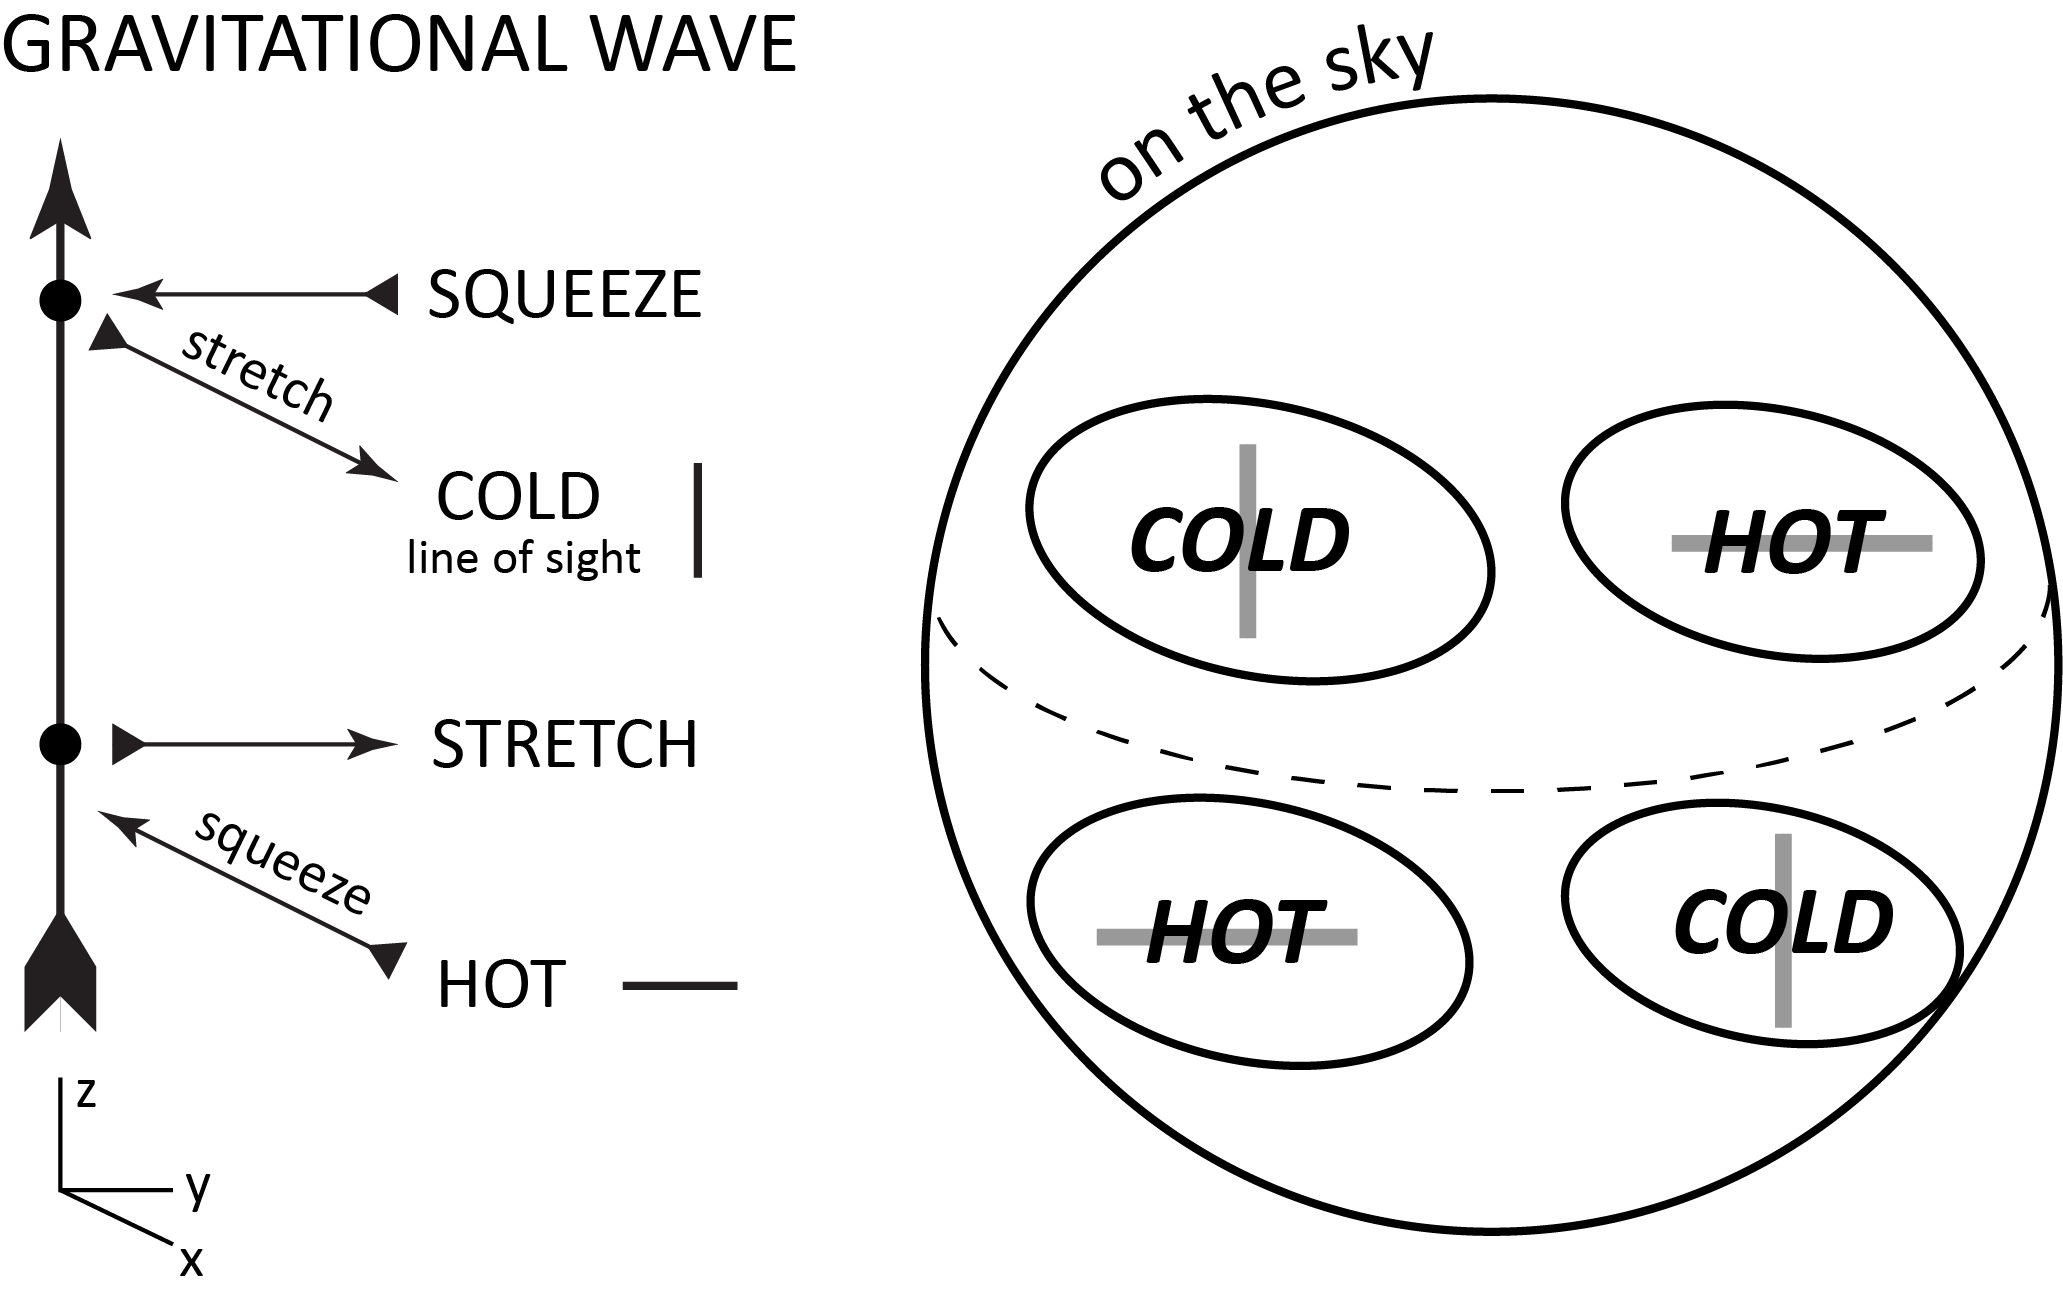 GRAVITATIONAL WAVE
SQUEEZE
stretch
COLD
line of sight
STRETCH
squeeze
HOT
z
y
x
on the sky
COLD
HOT
HOT
COLD